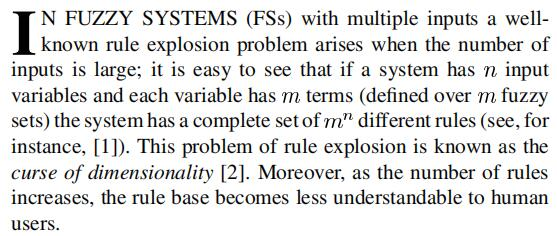 IN FUZZY SYSTEMS (FSs) with multiple inputs a well-
known rule explosion problem arises when the number of
inputs is large; it is easy to see that if a system has n input
variables and each variable has m terms (defined over m fuzzy
sets) the system has a complete set of mⁿ different rules (see, for
instance, [1]). This problem of rule explosion is known as the
curse of dimensionality [2]. Moreover, as the number of rules
increases, the rule base becomes less understandable to human
users.